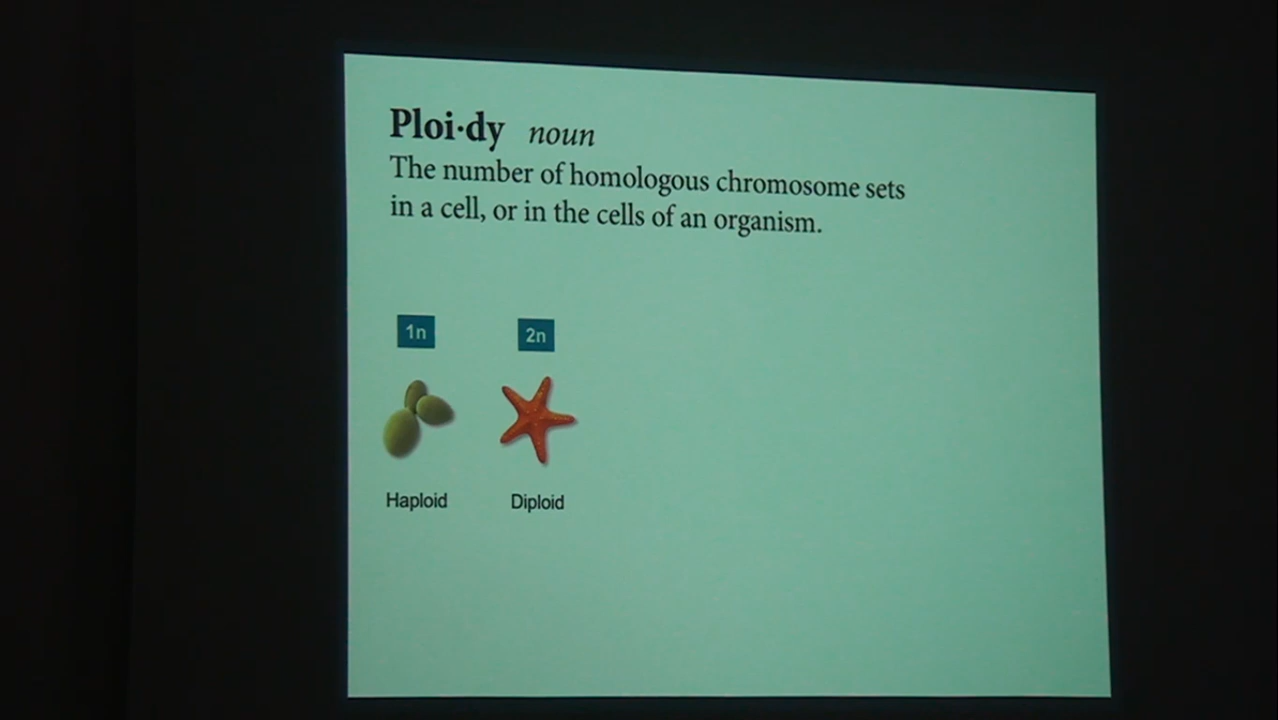 Ploi·dy noun
The number of homologous chromosome sets
in a cell, or in the cells of an organism.
1n 2n
Haploid Diploid